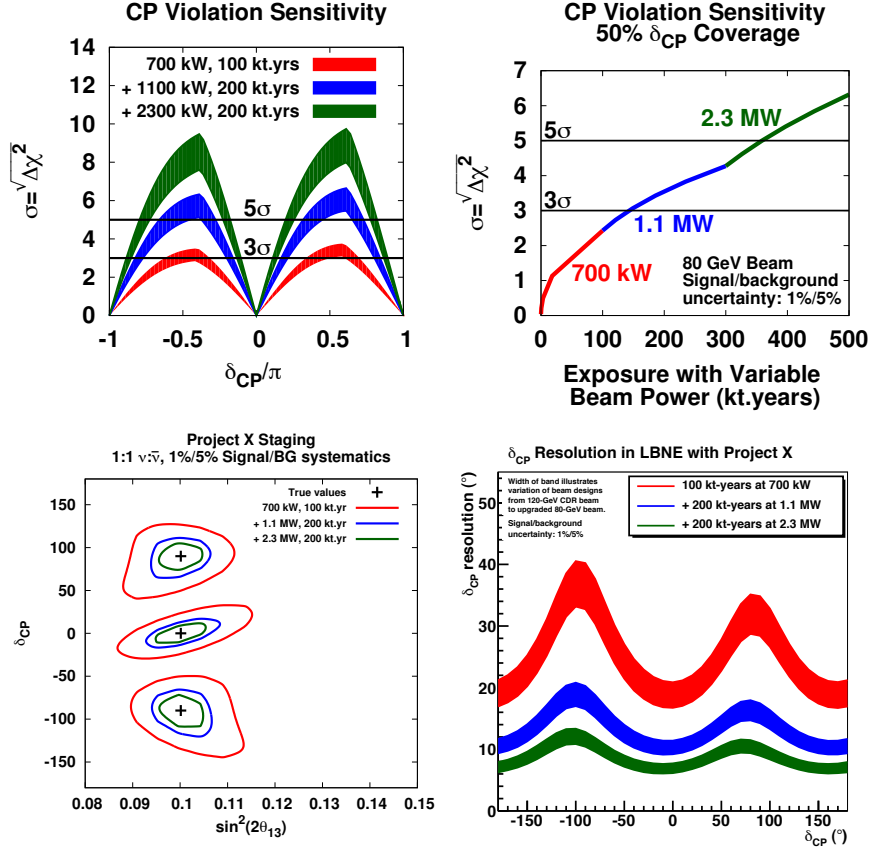 CP Violation Sensitivity
14
12
10
8
6
4
2
0
700 kW, 100 kt.yrs
+ 1100 kW, 200 kt.yrs
+ 2300 kW, 200 kt.yrs
5σ
3σ
σ=√Δχ²
-1
-0.5
0
0.5
1
δCP/π
CP Violation Sensitivity
50% δCP Coverage
7
6
5
4
3
2
1
0
σ=√Δχ²
5σ
3σ
2.3 MW
1.1 MW
700 kW
80 GeV Beam
Signal/background
uncertainty: 1%/5%
0
100
200
300
400
500
Exposure with Variable
Beam Power (kt.years)
Project X Staging
1:1 ν:ν̄, 1%/5% Signal/BG systematics
True values
700 kW, 100 kt.yr
+ 1.1 MW, 200 kt.yr
+ 2.3 MW, 200 kt.yr
150
100
50
0
-50
-100
-150
δCP
0.08
0.09
0.1
0.11
0.12
0.13
0.14
0.15
sin²(2θ13)
δCP Resolution in LBNE with Project X
Width of band illustrates
variation of beam designs
from 120-GeV CDR beam
to upgraded 80-GeV beam.
Signal/background
uncertainty: 1%/5%
100 kt-years at 700 kW
+ 200 kt-years at 1.1 MW
+ 200 kt-years at 2.3 MW
δCP resolution (°)
50
40
30
20
10
0
-150
-100
-50
0
50
100
150
δCP (°)